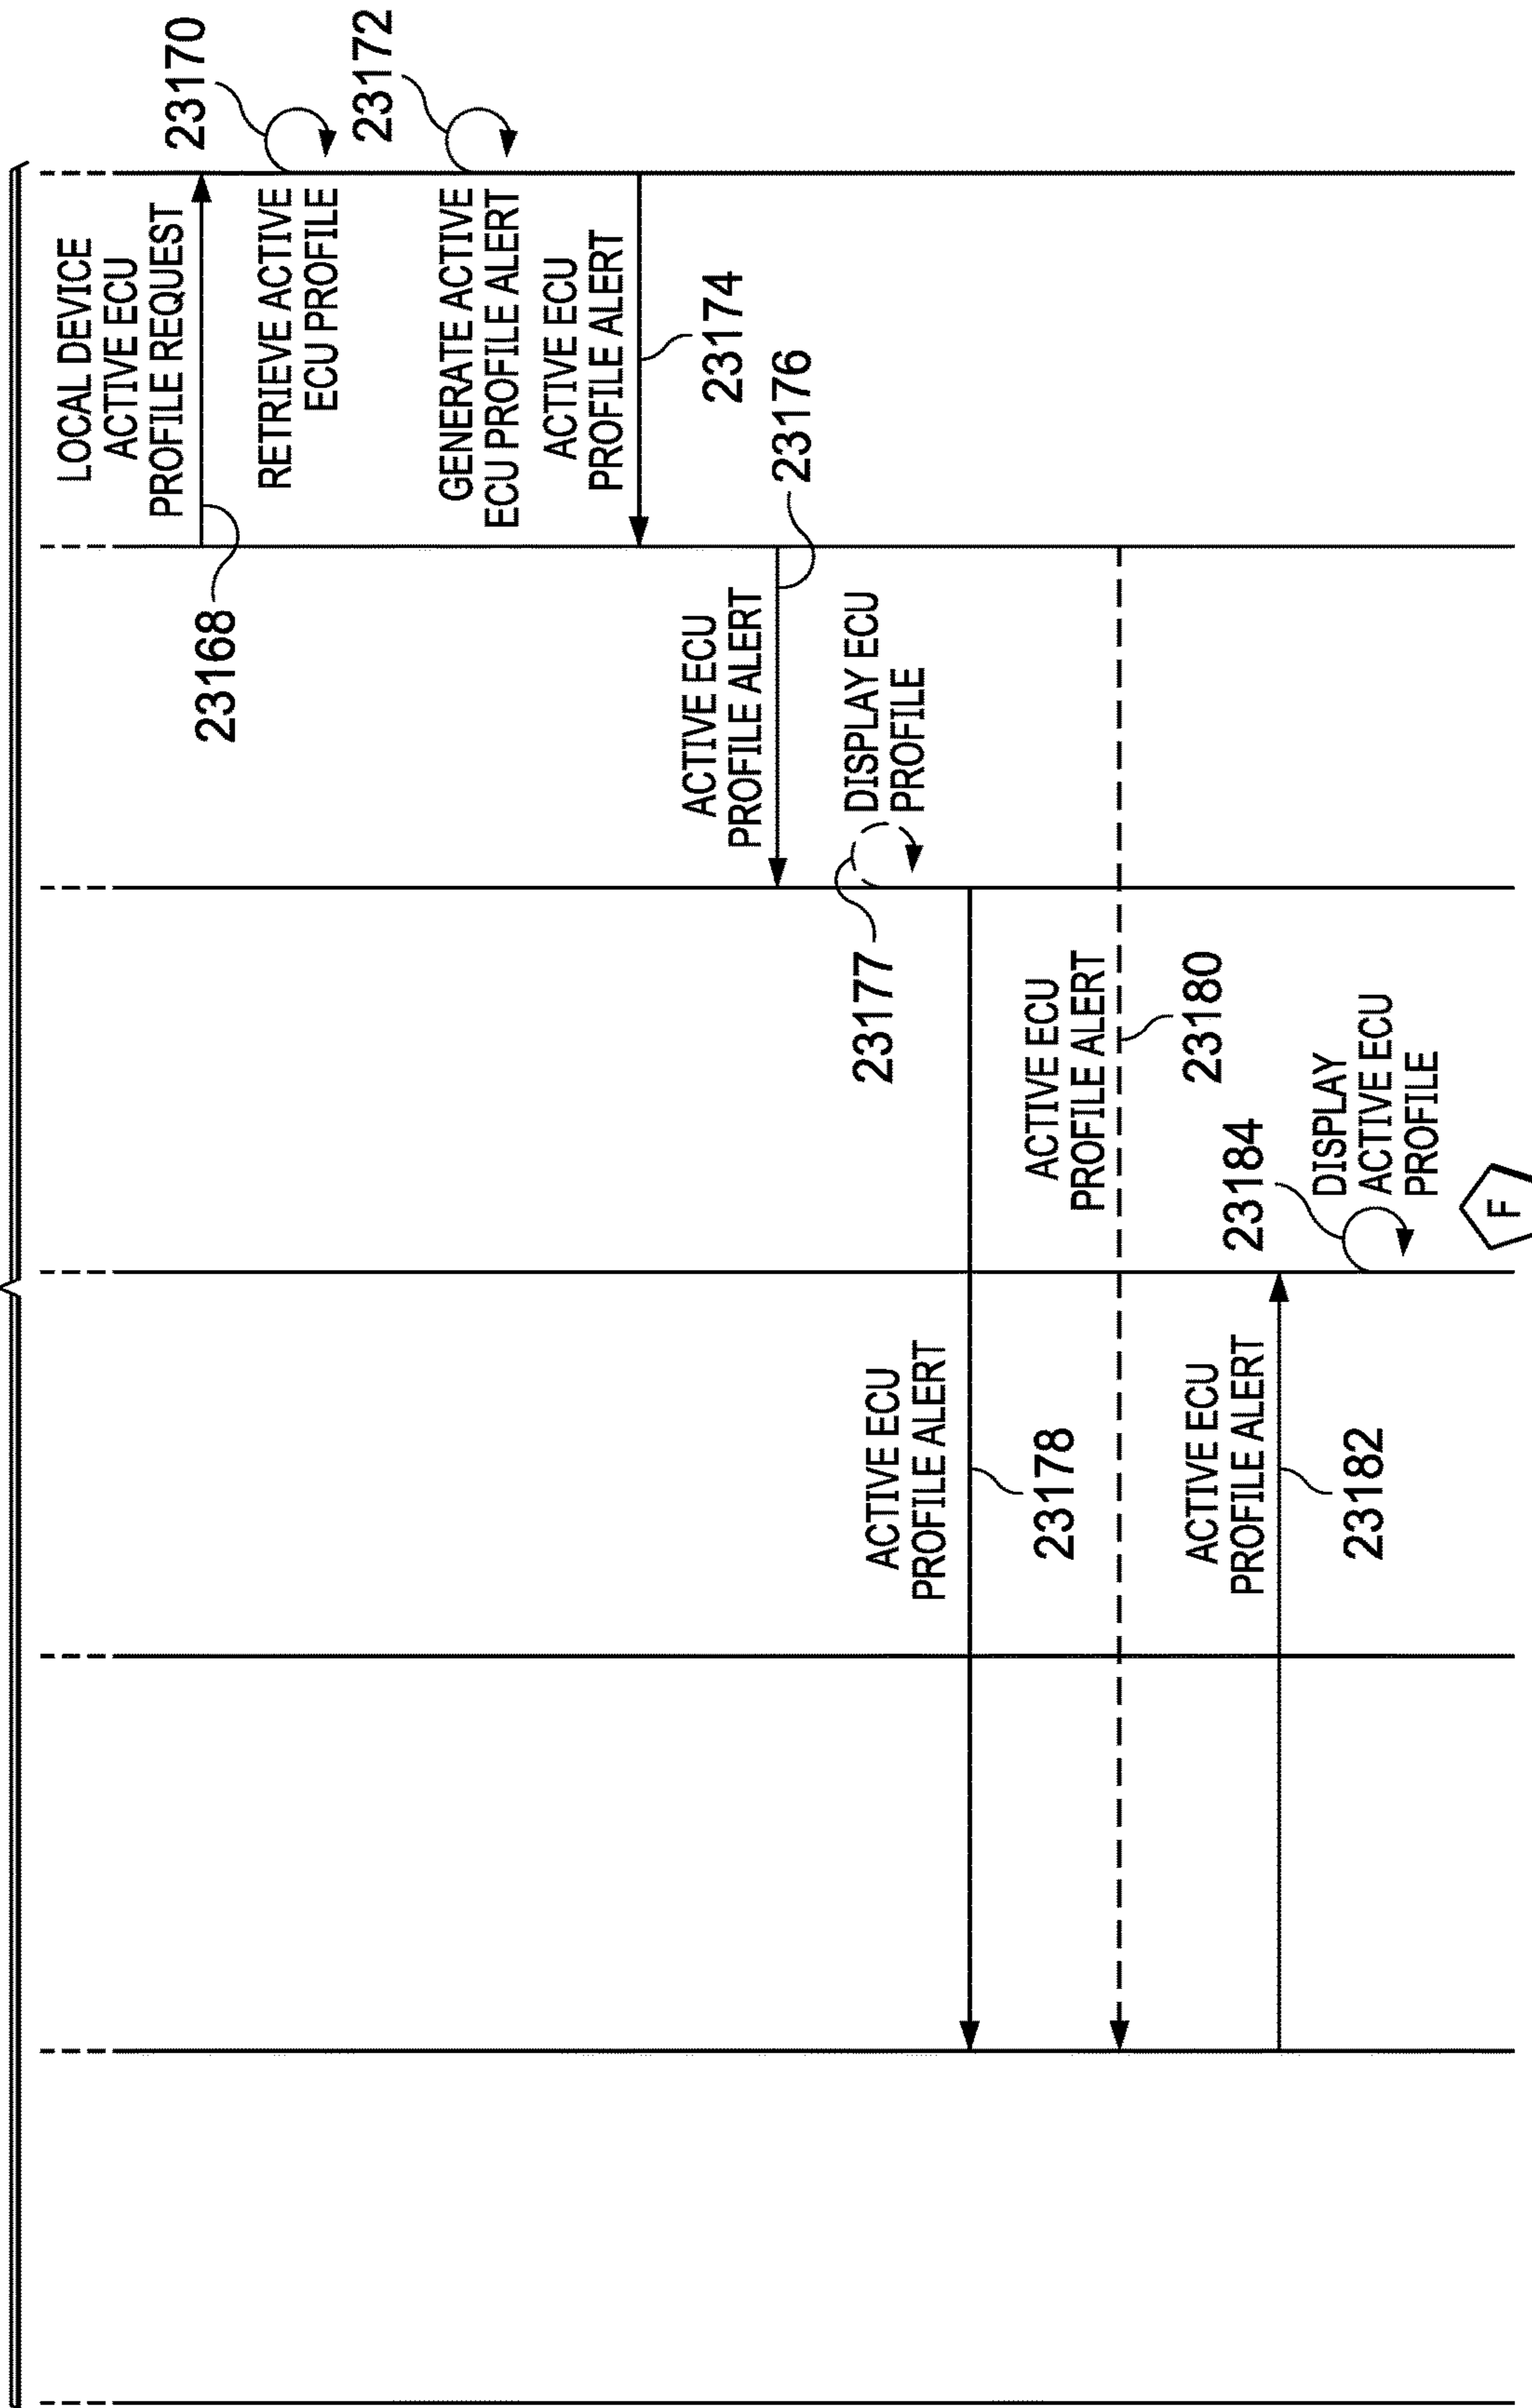 LOCAL DEVICE
ACTIVE ECU
PROFILE REQUEST
23168
23170
RETRIEVE ACTIVE
ECU PROFILE
23172
GENERATE ACTIVE
ECU PROFILE ALERT
ACTIVE ECU
PROFILE ALERT
23174
23176
ACTIVE ECU
PROFILE ALERT
DISPLAY ECU
PROFILE
23177
ACTIVE ECU
PROFILE ALERT
23178
ACTIVE ECU
PROFILE ALERT
23180
ACTIVE ECU
PROFILE ALERT
23182
23184
DISPLAY
ACTIVE ECU
PROFILE
F